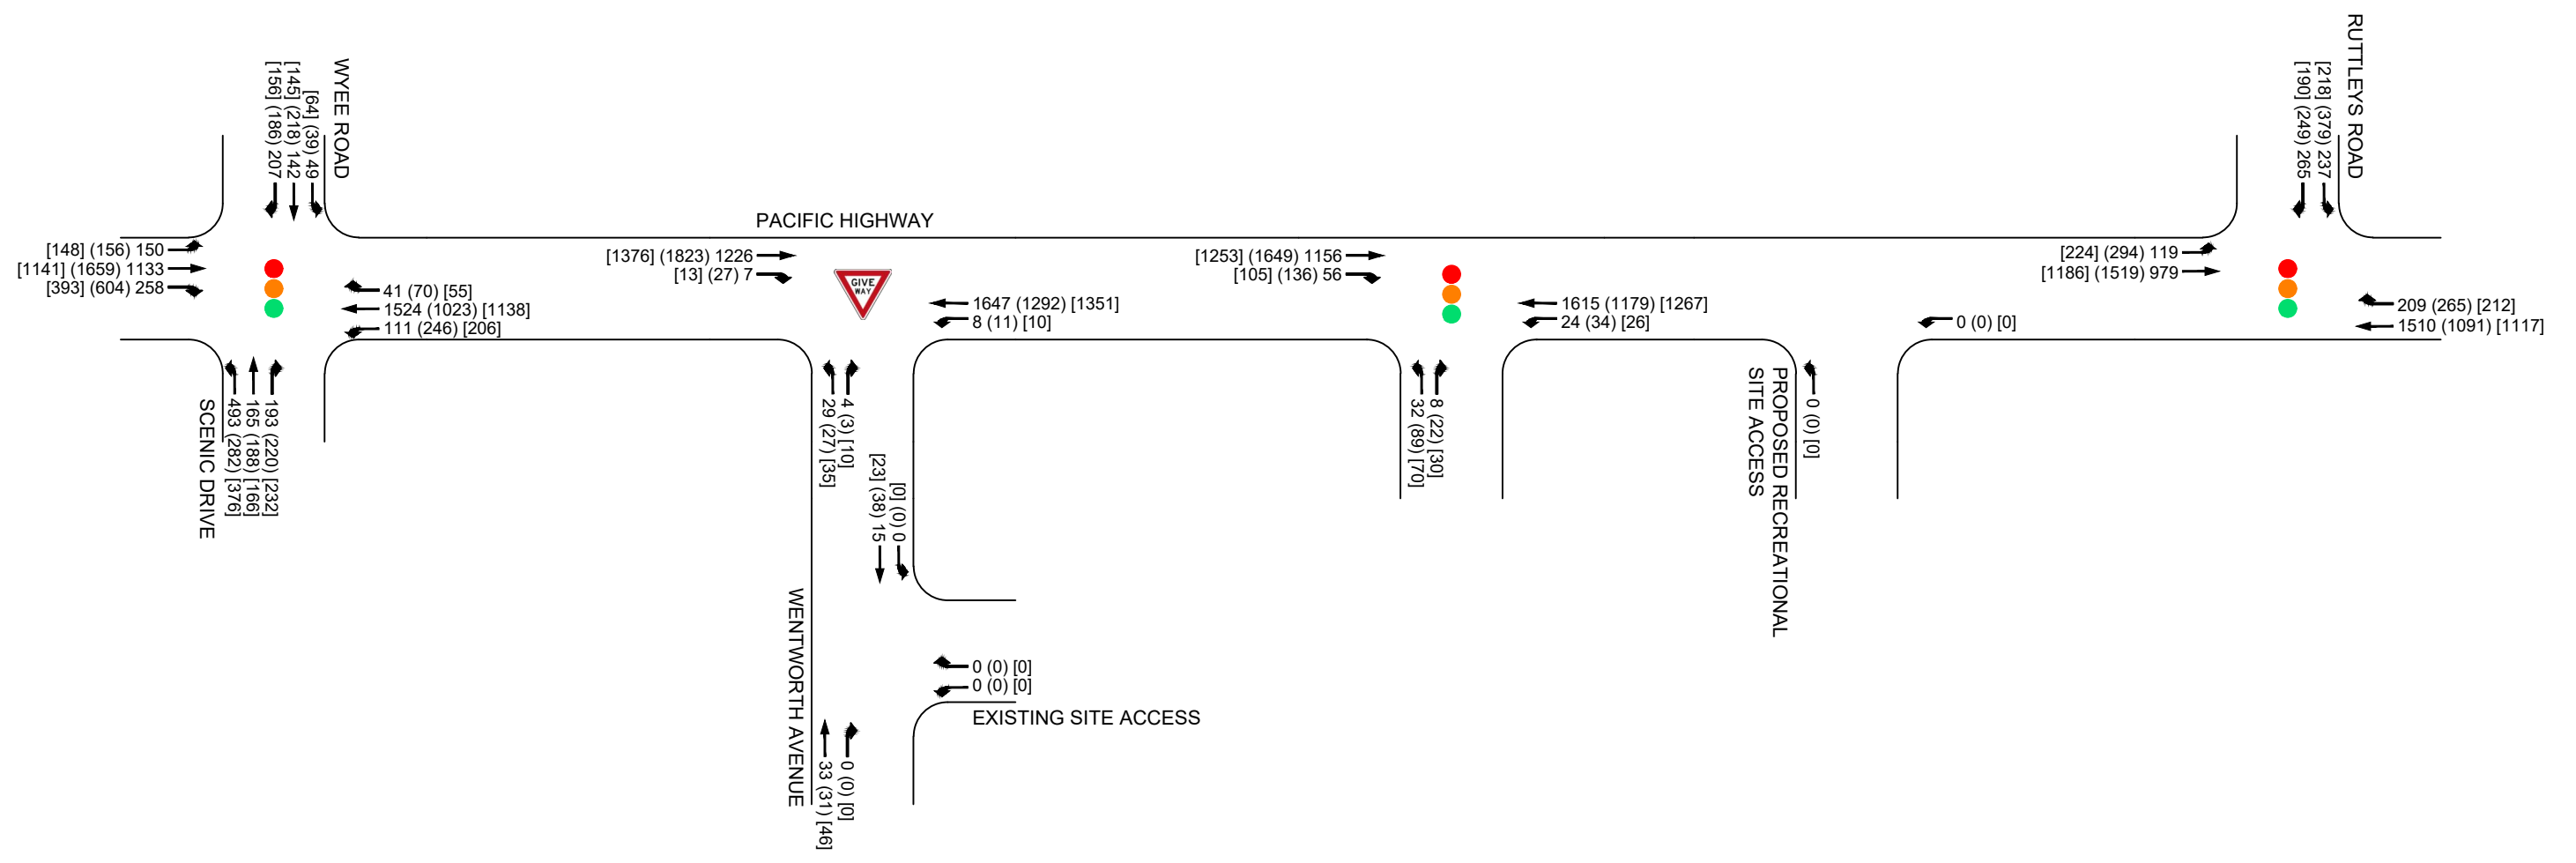 WYEE ROAD
[64] (39) 49
[145] (218) 142
[156] (186) 207
[148] (156) 150
[1141] (1659) 1133
[393] (604) 258
41 (70) [55]
1524 (1023) [1138]
111 (246) [206]
SCENIC DRIVE
493 (282) [376]
165 (188) [166]
193 (220) [232]
PACIFIC HIGHWAY
[1376] (1823) 1226
[13] (27) 7
GIVE
WAY
1647 (1292) [1351]
8 (11) [10]
29 (27) [35]
4 (3) [10]
[23] (38) 15
[0] (0) 0
WENTWORTH AVENUE
0 (0) [0]
0 (0) [0]
EXISTING SITE ACCESS
33 (31) [46]
0 (0) [0]
[1253] (1649) 1156
[105] (136) 56
1615 (1179) [1267]
24 (34) [26]
32 (89) [70]
8 (22) [30]
PROPOSED RECREATIONAL
SITE ACCESS
0 (0) [0]
0 (0) [0]
RUTTLEYS ROAD
[218] (379) 237
[190] (249) 265
[224] (294) 119
[1186] (1519) 979
209 (265) [212]
1510 (1091) [1117]